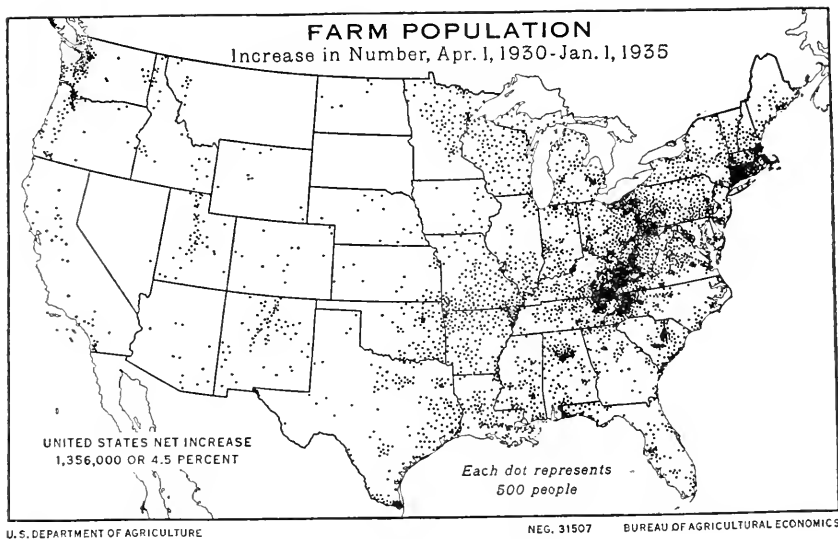 FARM POPULATION
Increase in Number, Apr. 1, 1930-Jan. 1, 1935
UNITED STATES NET INCREASE
1,356,000 OR 4.5 PERCENT
Each dot represents
500 people
U.S. DEPARTMENT OF AGRICULTURE NEG. 31507 BUREAU OF AGRICULTURAL ECONOMICS